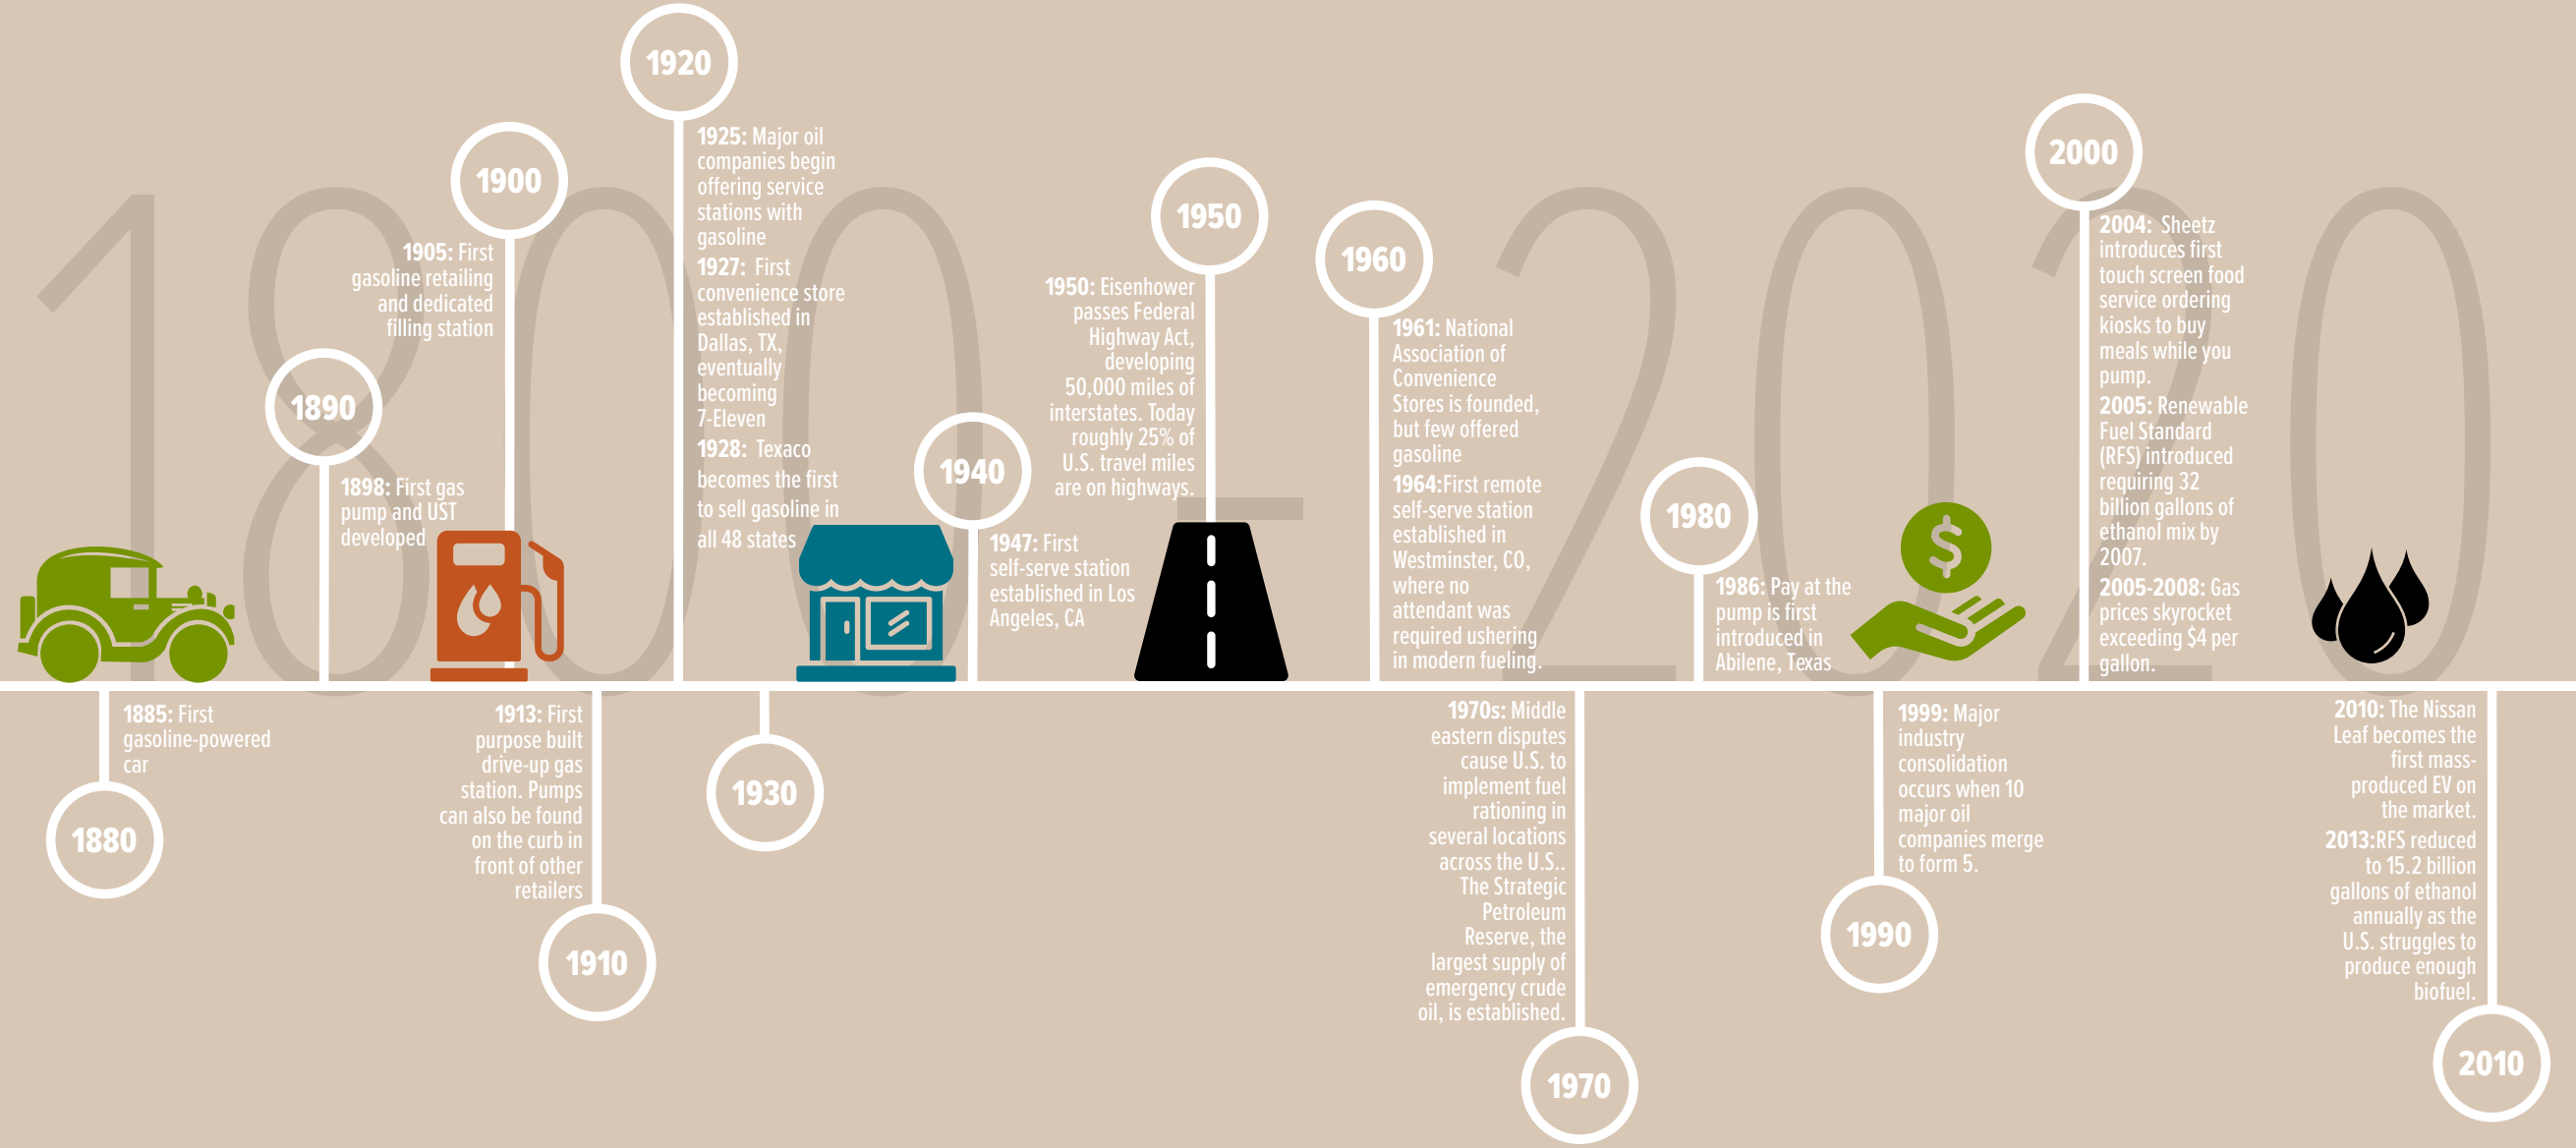 1800 - 2020
1880
1885: First
gasoline-powered
car
1890
1898: First gas
pump and UST
developed
1900
1905: First
gasoline retailing
and dedicated
filling station
1910
1913: First
purpose built
drive-up gas
station. Pumps
can also be found
on the curb in
front of other
retailers
1920
1925: Major oil
companies begin
offering service
stations with
gasoline
1927: First
convenience store
established in
Dallas, TX,
eventually
becoming
7-Eleven
1928: Texaco
becomes the first
to sell gasoline in
all 48 states
1930
1940
1947: First
self-serve station
established in Los
Angeles, CA
1950
1950: Eisenhower
passes Federal
Highway Act,
developing
50,000 miles of
interstates. Today
roughly 25% of
U.S. travel miles
are on highways.
1960
1961: National
Association of
Convenience
Stores is founded,
but few offered
gasoline
1964:First remote
self-serve station
established in
Westminster, CO,
where no
attendant was
required ushering
in modern fueling.
1970s: Middle
eastern disputes
cause U.S. to
implement fuel
rationing in
several locations
across the U.S..
The Strategic
Petroleum
Reserve, the
largest supply of
emergency crude
oil, is established.
1970
1980
1986: Pay at the
pump is first
introduced in
Abilene, Texas
$
1999: Major
industry
consolidation
occurs when 10
major oil
companies merge
to form 5.
1990
2000
2004: Sheetz
introduces first
touch screen food
service ordering
kiosks to buy
meals while you
pump.
2005: Renewable
Fuel Standard
(RFS) introduced
requiring 32
billion gallons of
ethanol mix by
2007.
2005-2008: Gas
prices skyrocket
exceeding $4 per
gallon.
2010: The Nissan
Leaf becomes the
first mass-
produced EV on
the market.
2013:RFS reduced
to 15.2 billion
gallons of ethanol
annually as the
U.S. struggles to
produce enough
biofuel.
2010